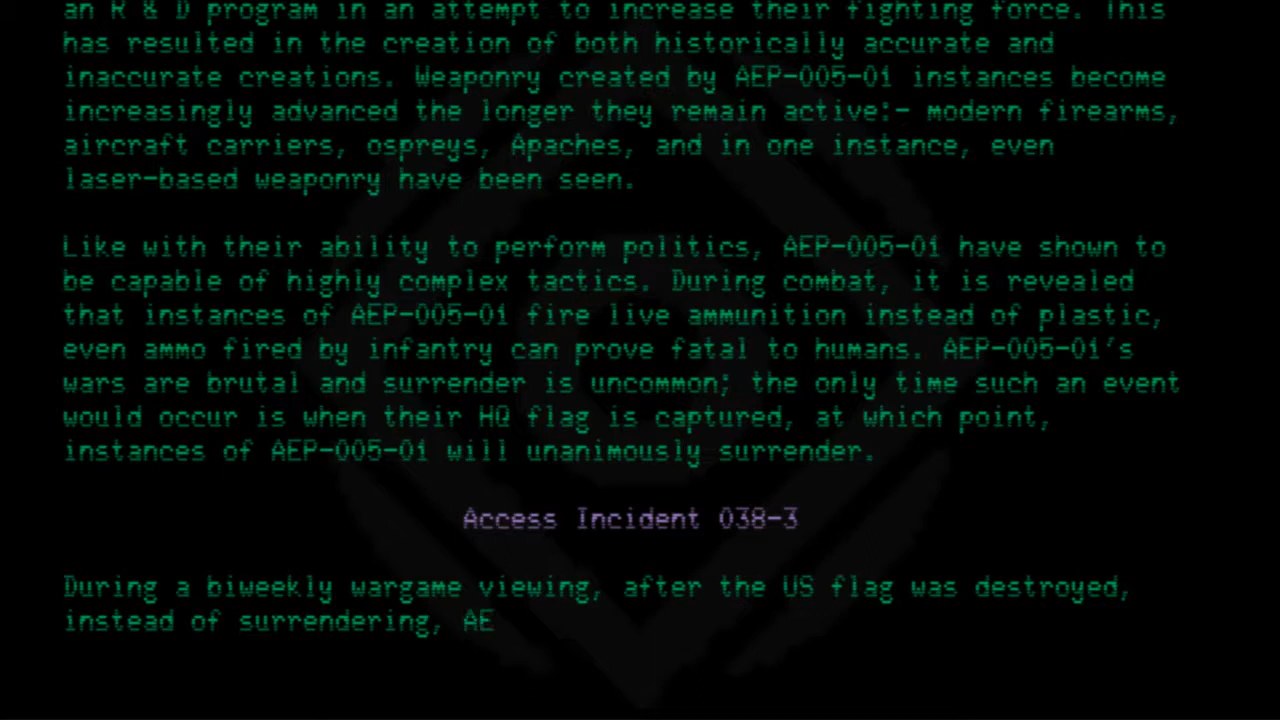 an R & D program in an attempt to increase their fighting force. This
has resulted in the creation of both historically accurate and
inaccurate creations. Weaponry created by AEP-005-01 instances become
increasingly advanced the longer they remain active:- modern firearms,
aircraft carriers, ospreys, Apaches, and in one instance, even
laser-based weaponry have been seen.
Like with their ability to perform politics, AEP-005-01 have shown to
be capable of highly complex tactics. During combat, it is revealed
that instances of AEP-005-01 fire live ammunition instead of plastic,
even ammo fired by infantry can prove fatal to humans. AEP-005-01's
wars are brutal and surrender is uncommon; the only time such an event
would occur is when their HQ flag is captured, at which point,
instances of AEP-005-01 will unanimously surrender.
Access Incident 038-3
During a biweekly wargame viewing, after the US flag was destroyed,
instead of surrendering, AE